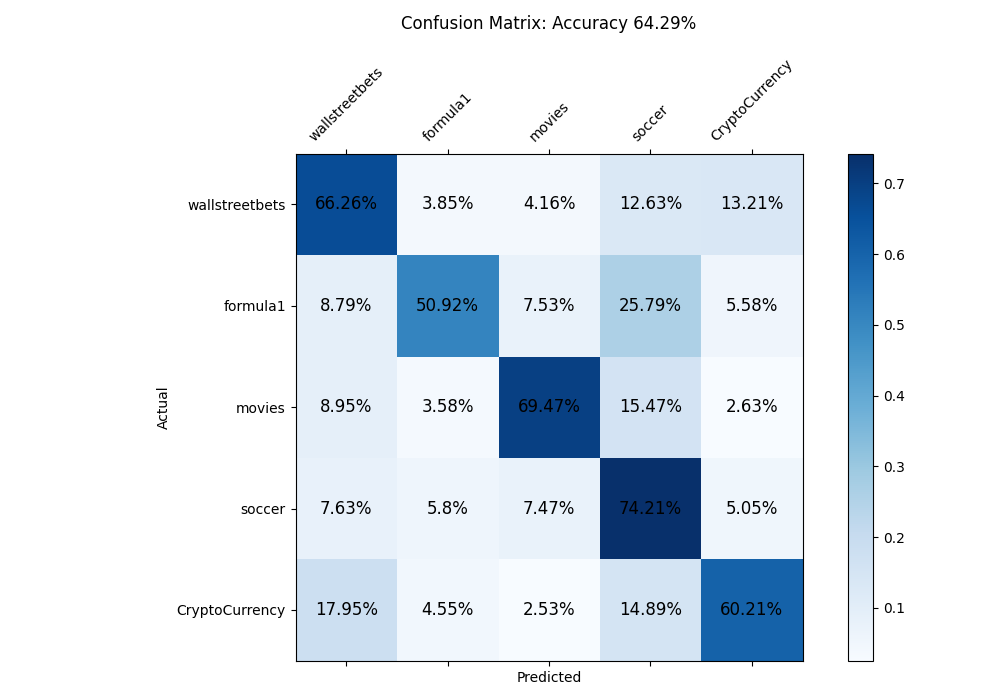 Confusion Matrix: Accuracy 64.29%
wallstreetbets formula1 movies soccer CryptoCurrency
wallstreetbets 66.26% 3.85% 4.16% 12.63% 13.21%
formula1 8.79% 50.92% 7.53% 25.79% 5.58%
movies 8.95% 3.58% 69.47% 15.47% 2.63%
soccer 7.63% 5.8% 7.47% 74.21% 5.05%
CryptoCurrency 17.95% 4.55% 2.53% 14.89% 60.21%
Actual
Predicted
0.7
0.6
0.5
0.4
0.3
0.2
0.1